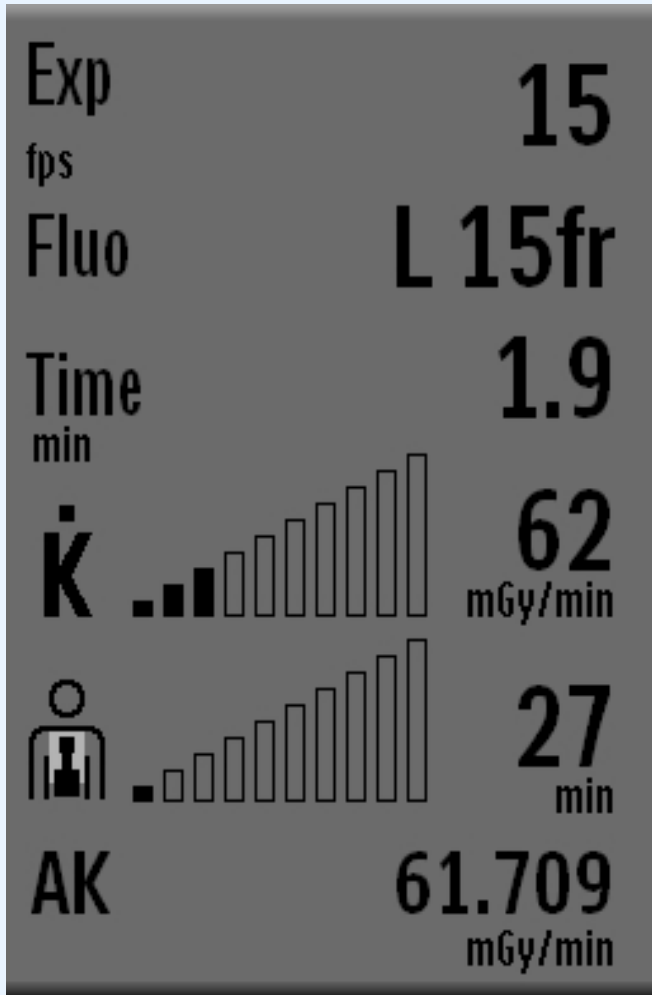 Exp 15
fps
Fluo L 15fr
Time 1.9
min
K̇ 62
mGy/min
27
min
AK 61.709
mGy/min